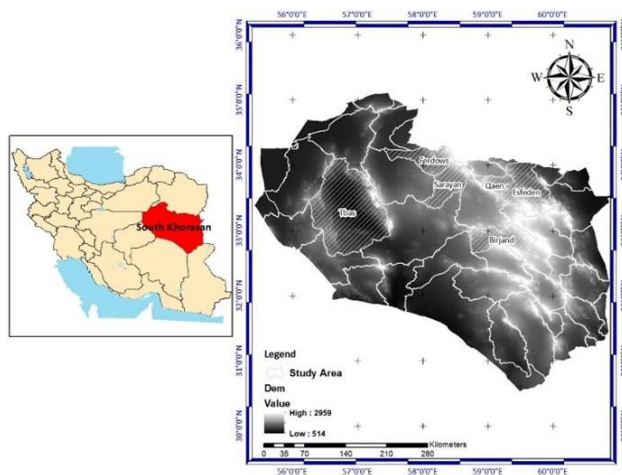 South Khorasan
56°0'0"E 57°0'0"E 58°0'0"E 59°0'0"E 60°0'0"E
36°0'0"N
35°0'0"N
34°0'0"N
33°0'0"N
32°0'0"N
31°0'0"N
30°0'0"N
N
W E
S
Ferdows
Sarayan
Qaen
Esfeden
Tbas
Birjand
Legend
Study Area
Dem
Value
High : 2959
Low : 514
0 35 70 140 210 280 Kilometers
56°0'0"E 57°0'0"E 58°0'0"E 59°0'0"E 60°0'0"E